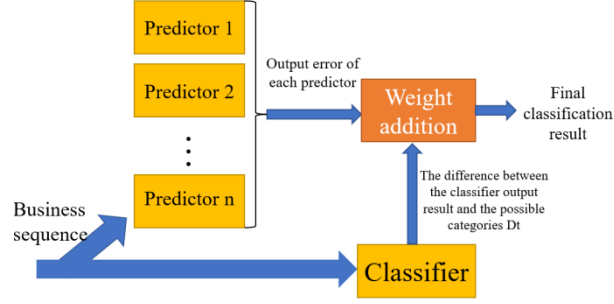 Predictor 1
Predictor 2
Predictor n
Business
sequence
Output error of
each predictor
Weight
addition
Final
classification
result
The difference between
the classifier output
result and the possible
categories Dt
Classifier